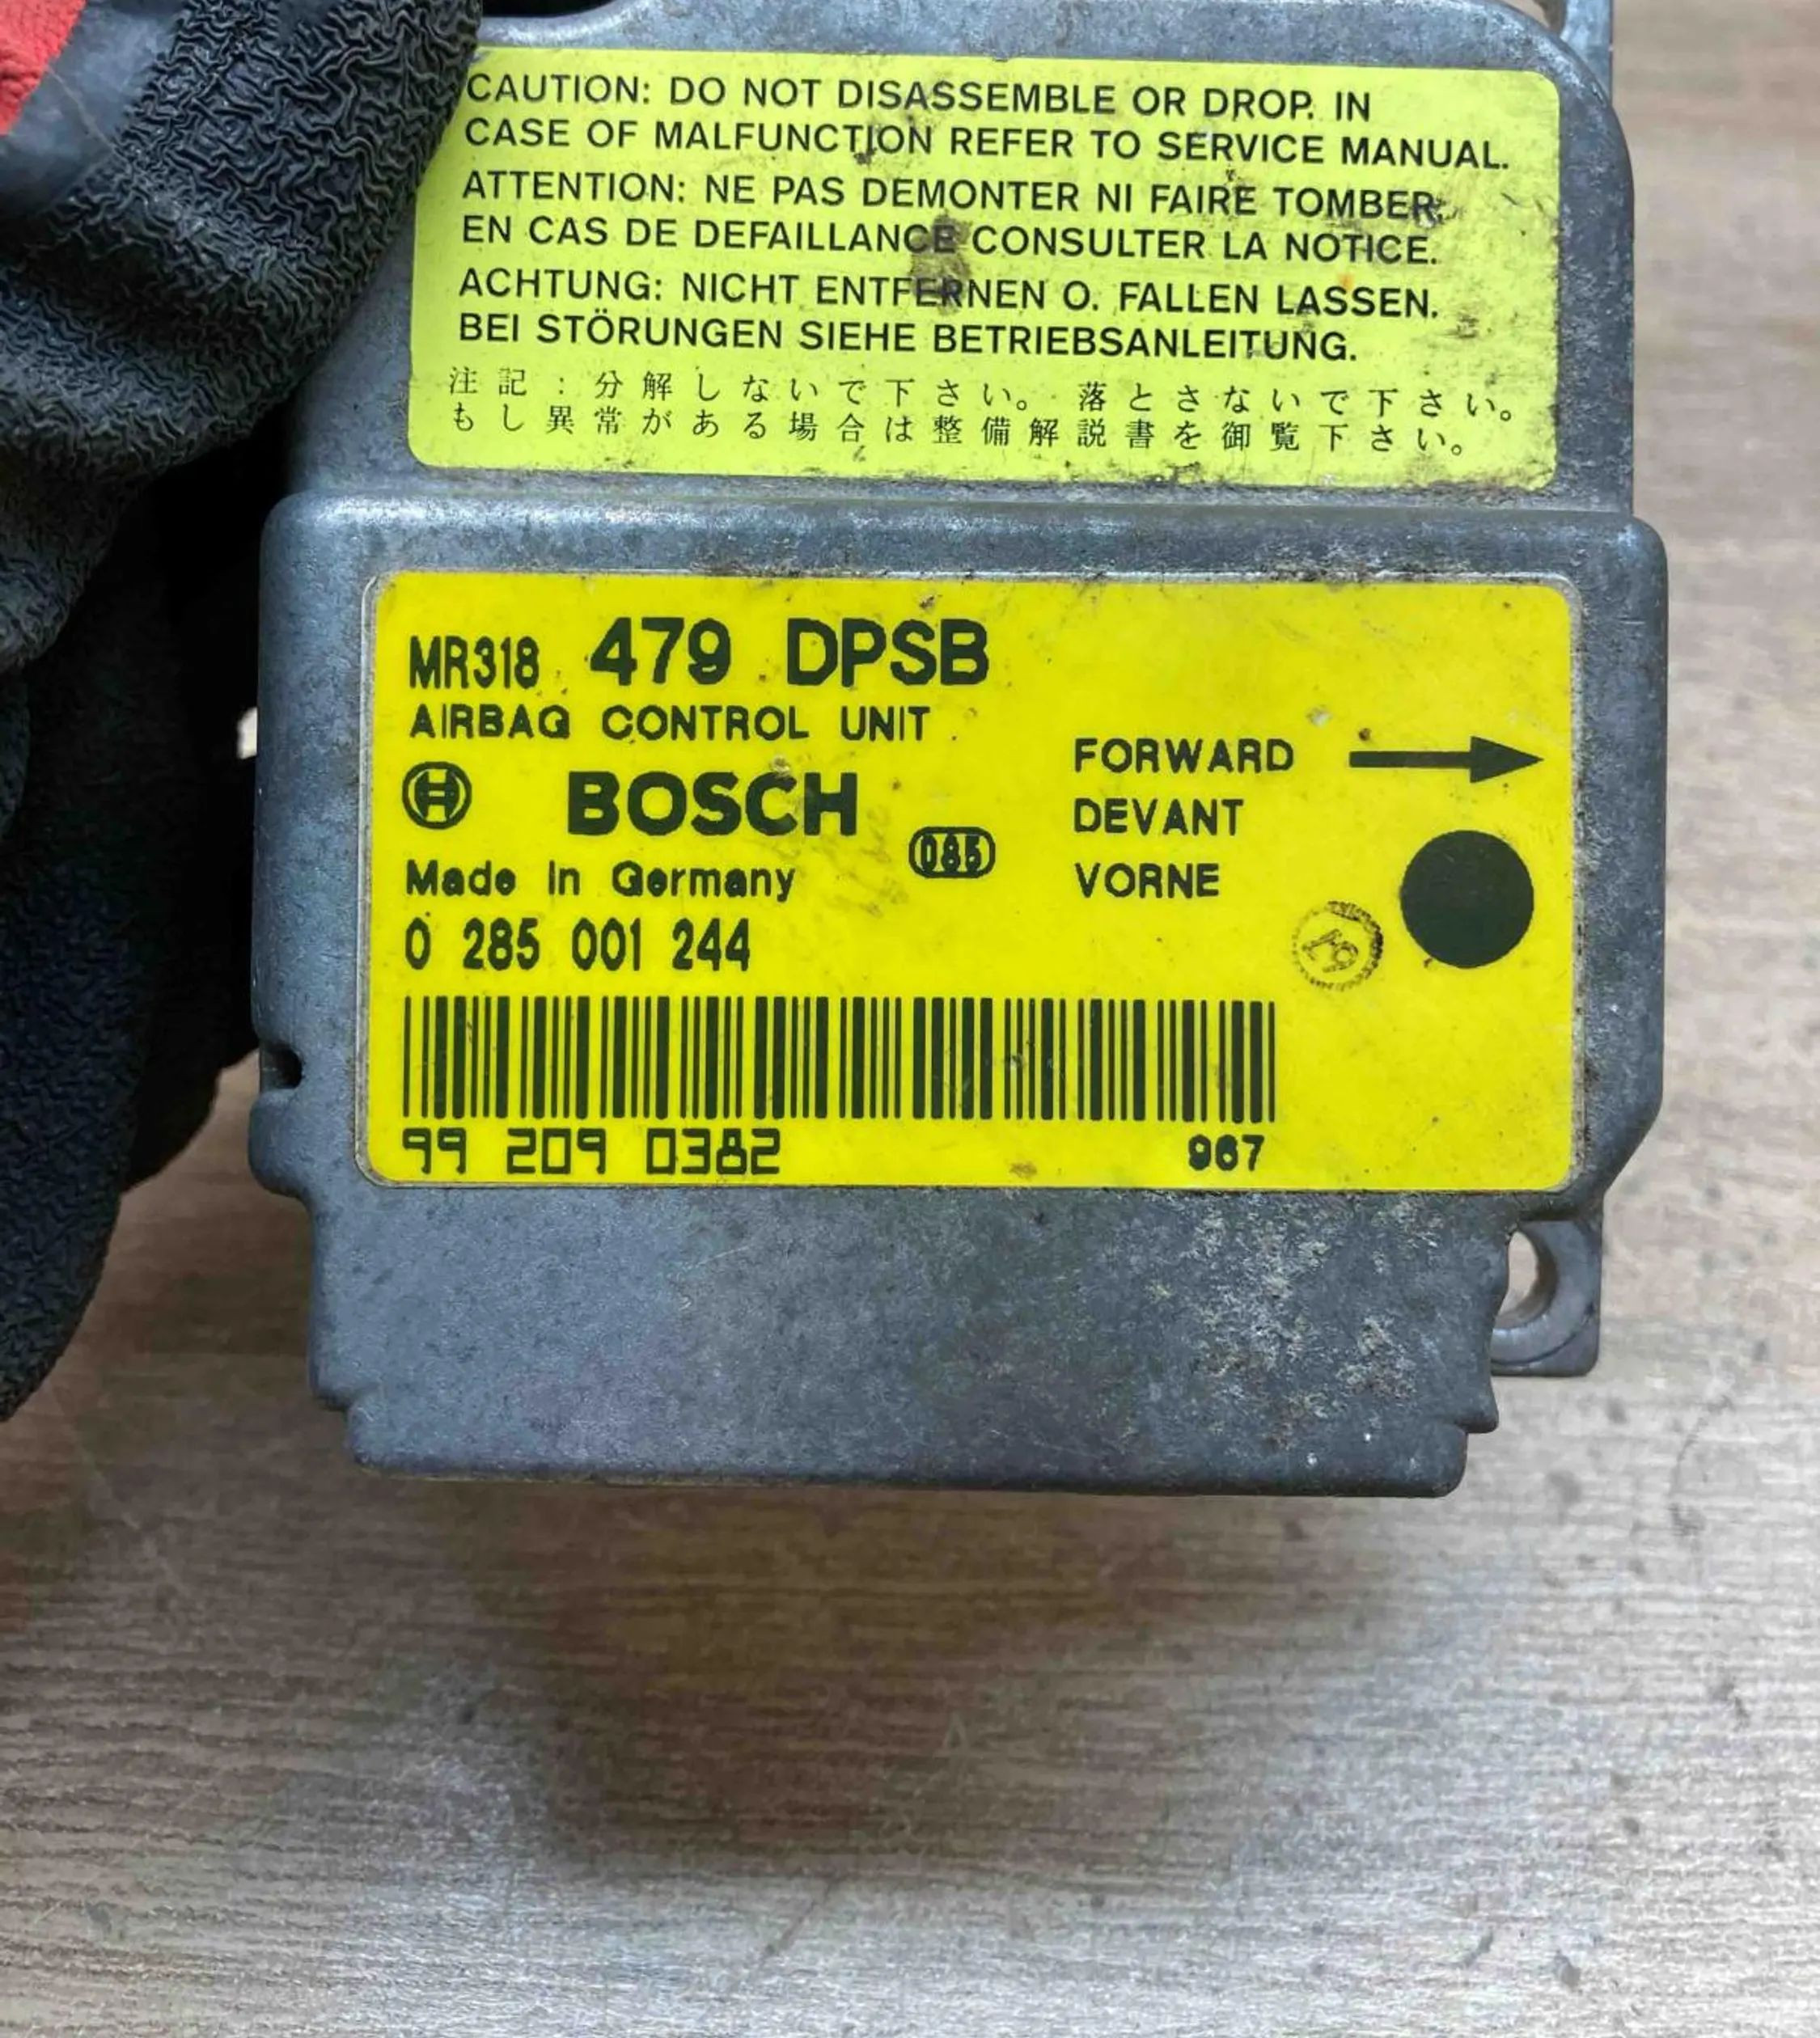 CAUTION: DO NOT DISASSEMBLE OR DROP. IN
CASE OF MALFUNCTION REFER TO SERVICE MANUAL.
ATTENTION: NE PAS DEMONTER NI FAIRE TOMBER.
EN CAS DE DEFAILLANCE CONSULTER LA NOTICE.
ACHTUNG: NICHT ENTFERNEN O. FALLEN LASSEN.
BEI STÖRUNGEN SIEHE BETRIEBSANLEITUNG.
注記:分解しないで下さい。落とさないで下さい。
もし異常がある場合は整備解説書を御覧下さい。
MR318 479 DPSB
AIRBAG CONTROL UNIT
BOSCH
Made in Germany
085
0 285 001 244
FORWARD
DEVANT
VORNE
99 209 0382
967